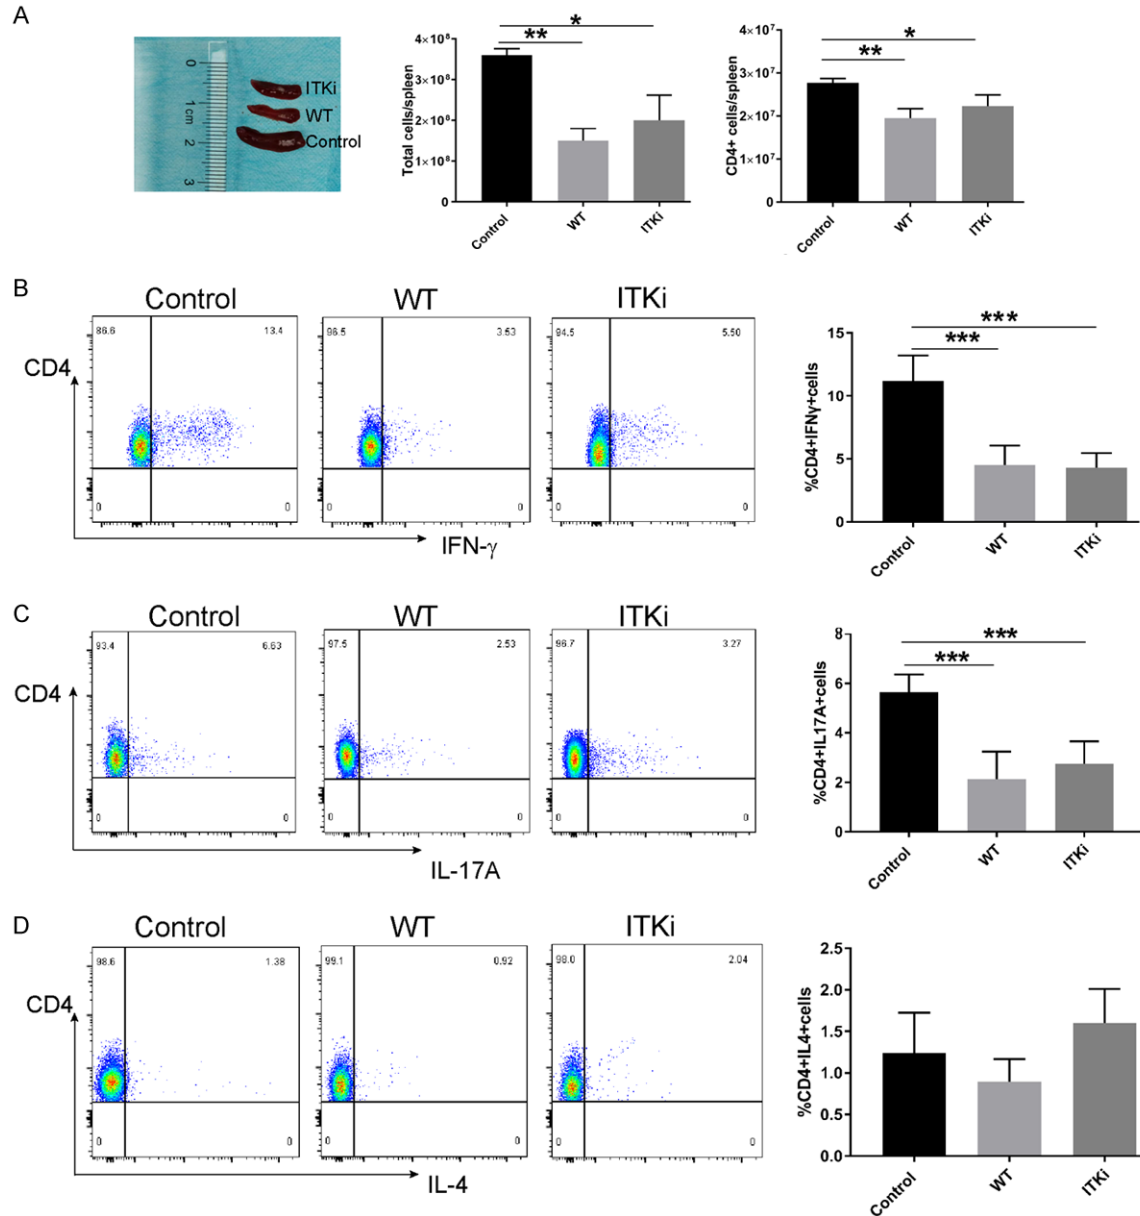 A
0
1 cm
2
3
ITKi
WT
Control
Total cells/spleen
4×10⁸
3×10⁸
2×10⁸
1×10⁸
0
*
**
Control
WT
ITKi
CD4+ cells/spleen
4×10⁷
3×10⁷
2×10⁷
1×10⁷
0
*
**
Control
WT
ITKi
B
Control
WT
ITKi
CD4
86.6 13.4
0 0
96.5 3.53
0 0
94.5 5.50
0 0
IFN-γ
%CD4+IFNγ+cells
15
10
5
0
***
***
Control
WT
ITKi
C
Control
WT
ITKi
CD4
93.4 6.63
0 0
97.5 2.53
0 0
96.7 3.27
0 0
IL-17A
%CD4+IL17A+cells
8
6
4
2
0
***
***
Control
WT
ITKi
D
Control
WT
ITKi
CD4
98.6 1.38
0 0
99.1 0.92
0 0
98.0 2.04
0 0
IL-4
%CD4+IL4+cells
2.5
2.0
1.5
1.0
0.5
0.0
Control
WT
ITKi